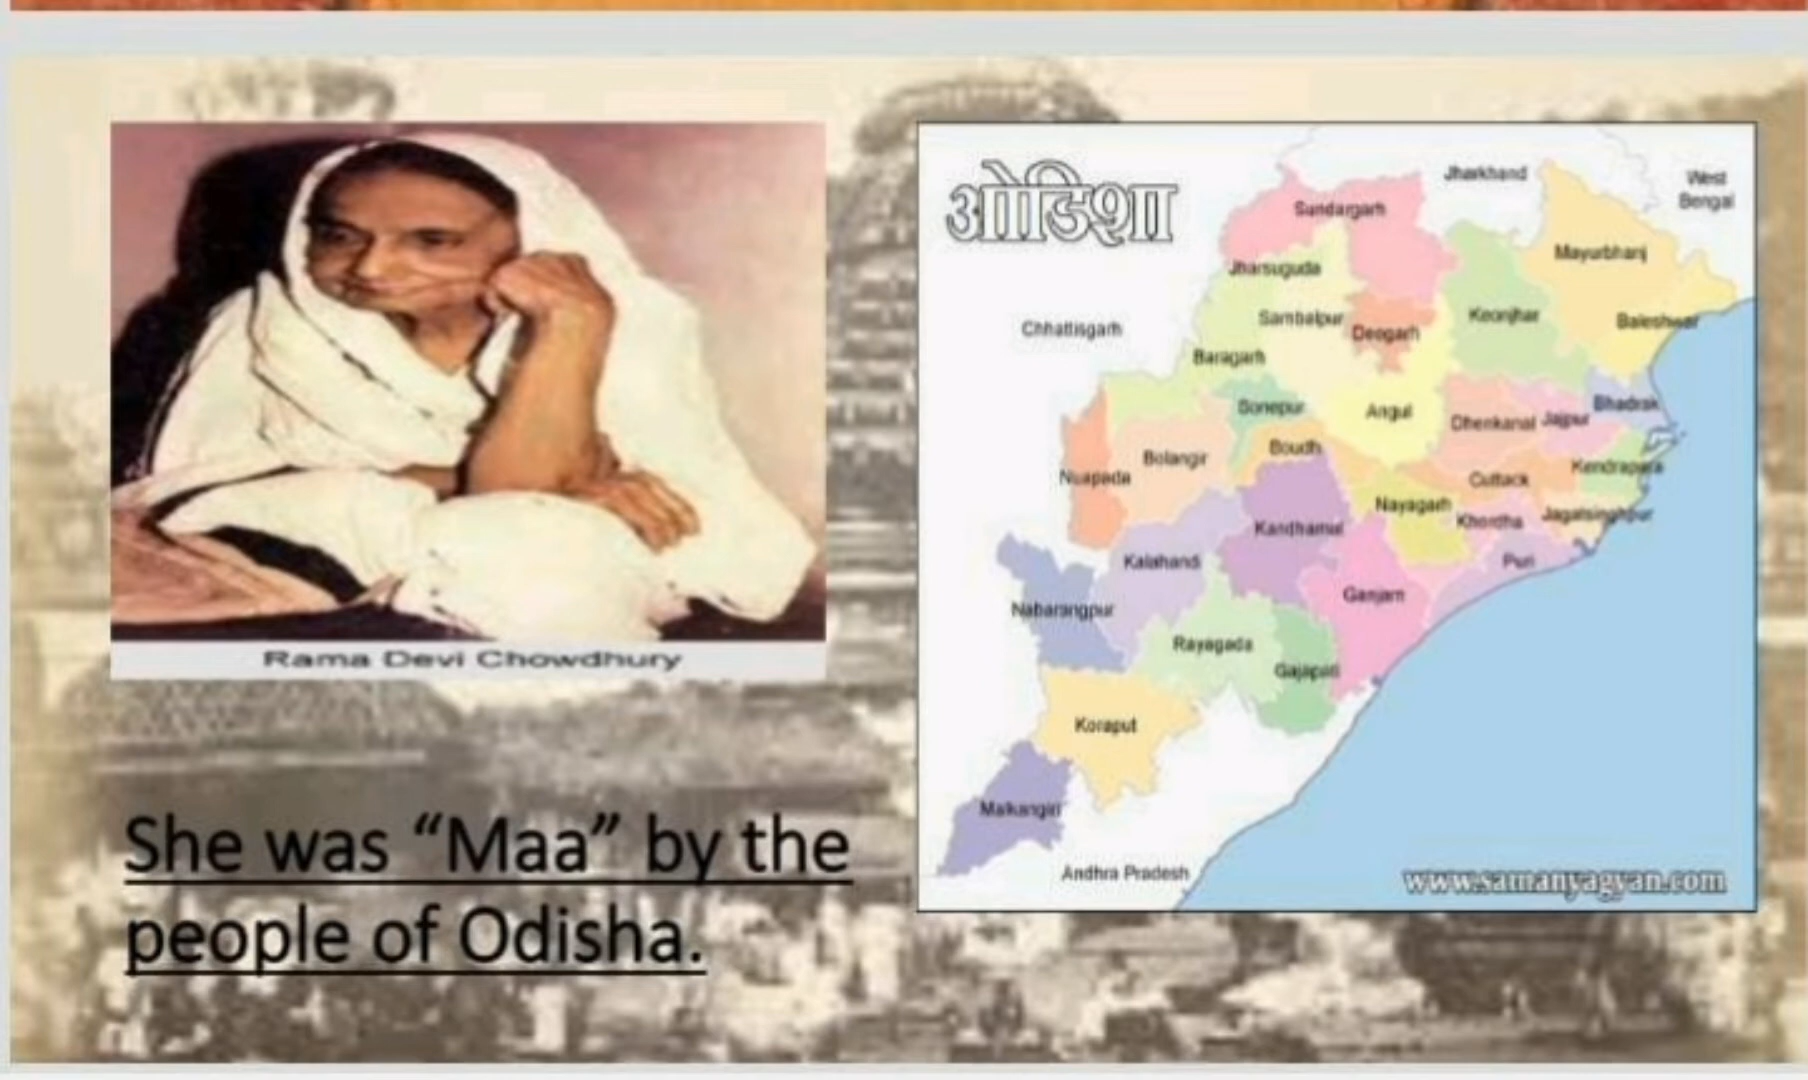 Rama Devi Chowdhury
She was “Maa” by the
people of Odisha.
ओडिशा
Jharkhand
West
Bengal
Sundargarh
Mayurbhanj
Jharsuguda
Sambalpur
Deogarh
Keonjhar
Baleshwar
Chhattisgarh
Baragarh
Sonepur
Angul
Dhenkanal
Jajpur
Bhadrak
Nuapada
Bolangir
Boudh
Cuttack
Kendrapara
Nayagarh
Khordha
Jagatsinghpur
Kandhamal
Kalahandi
Puri
Nabarangpur
Ganjam
Rayagada
Gajapati
Koraput
Malkangiri
Andhra Pradesh
www.samanyagyan.com